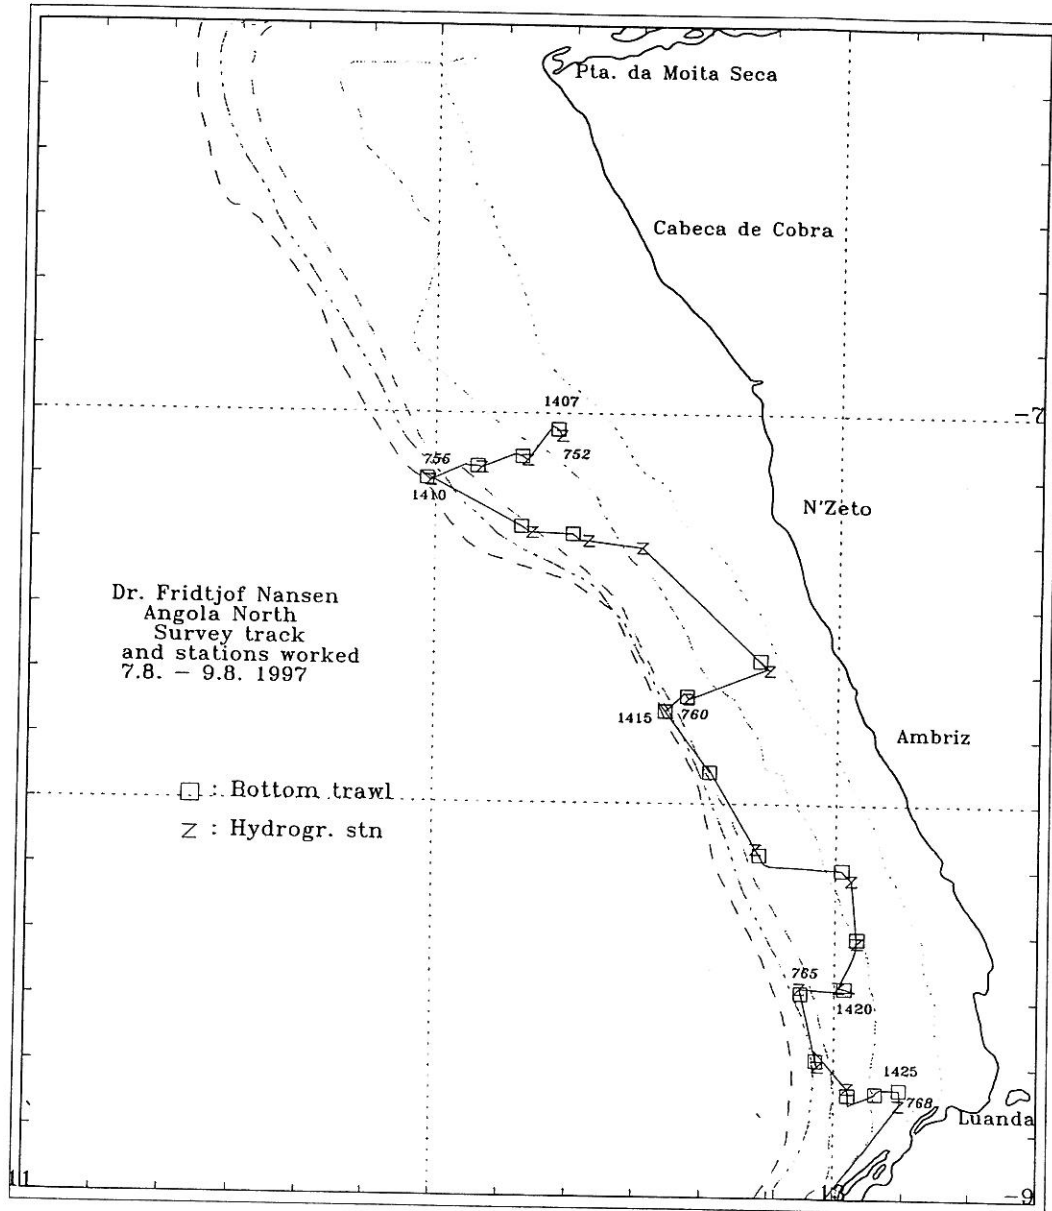 Pta. da Moita Seca
Cabeca de Cobra
-7
1407
756
752
1410
N'Zeto
Dr. Fridtjof Nansen
Angola North
Survey track
and stations worked
7.8. – 9.8. 1997
1415
760
Ambriz
□ : Bottom trawl
Z : Hydrogr. stn
765
1420
1425
768
Luanda
11
13
-9